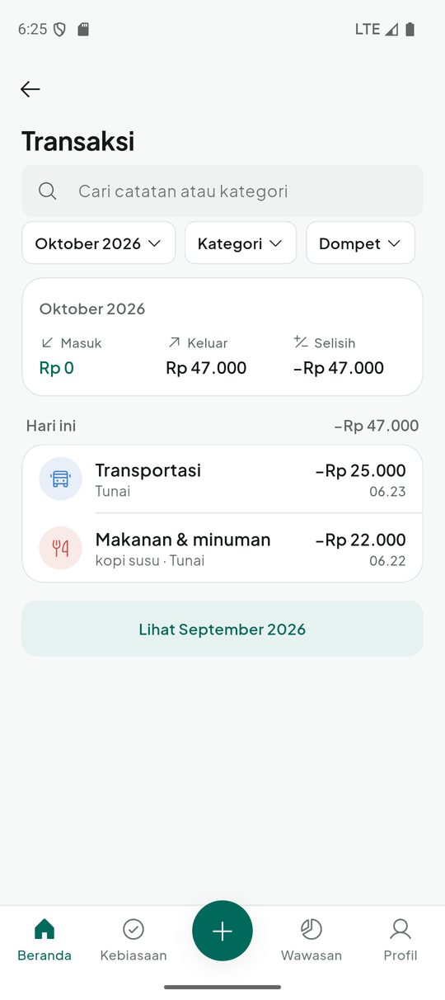 6:25 LTE
Transaksi
Cari catatan atau kategori
Oktober 2026 Kategori Dompet
Oktober 2026
Masuk Keluar Selisih
Rp 0 Rp 47.000 −Rp 47.000
Hari ini −Rp 47.000
Transportasi −Rp 25.000
Tunai 06.23
Makanan & minuman −Rp 22.000
kopi susu · Tunai 06.22
Lihat September 2026
Beranda Kebiasaan Wawasan Profil